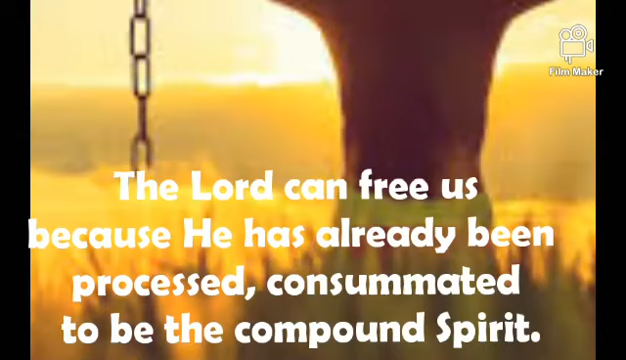 Film Maker
The Lord can free us
because He has already been
processed, consummated
to be the compound Spirit.